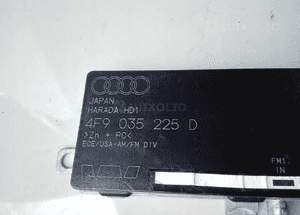 JAPAN
HARADA HD1
4F9 035 225 D
>Zn + PC<
ECE/USA-AM/FM DIV
FM1
IN